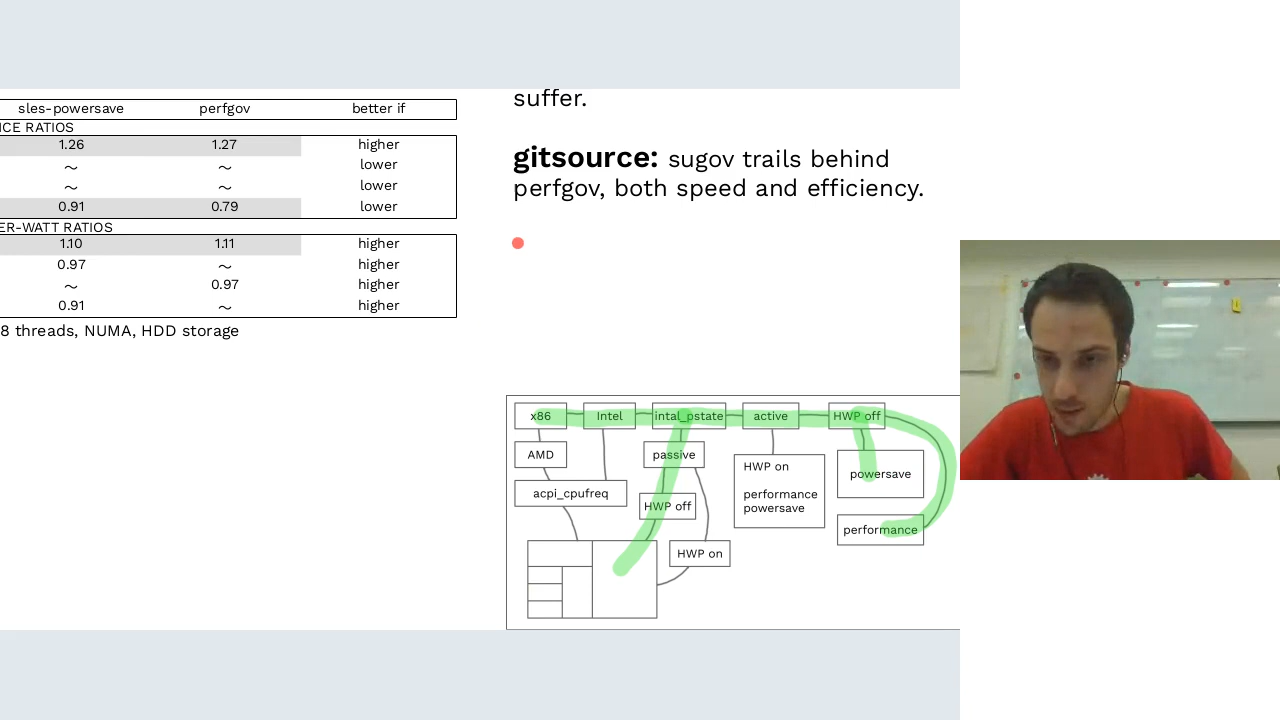 suffer.
gitsource: sugov trails behind
perfgov, both speed and efficiency.
sles-powersave perfgov better if
NCE RATIOS
1.26 1.27 higher
~ ~ lower
~ ~ lower
0.91 0.79 lower
ER-WATT RATIOS
1.10 1.11 higher
0.97 ~ higher
~ 0.97 higher
0.91 ~ higher
8 threads, NUMA, HDD storage
x86 Intel intal_pstate active HWP off
AMD passive HWP on powersave
acpi_cpufreq HWP off performance
powersave
performance
HWP on